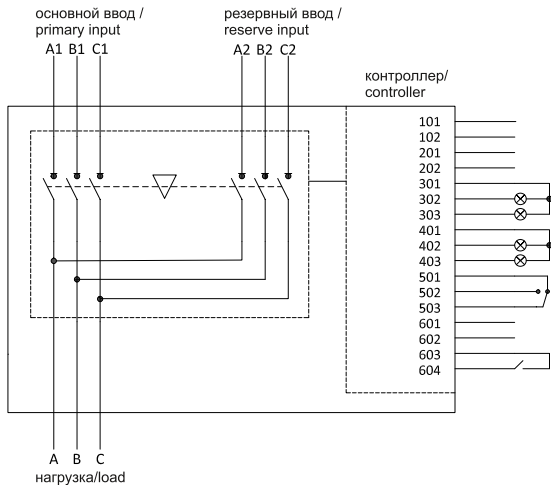 основной ввод /
primary input
резервный ввод /
reserve input
A1 B1 C1
A2 B2 C2
контроллер/
controller
101
102
201
202
301
302
303
401
402
403
501
502
503
601
602
603
604
A B C
нагрузка/load